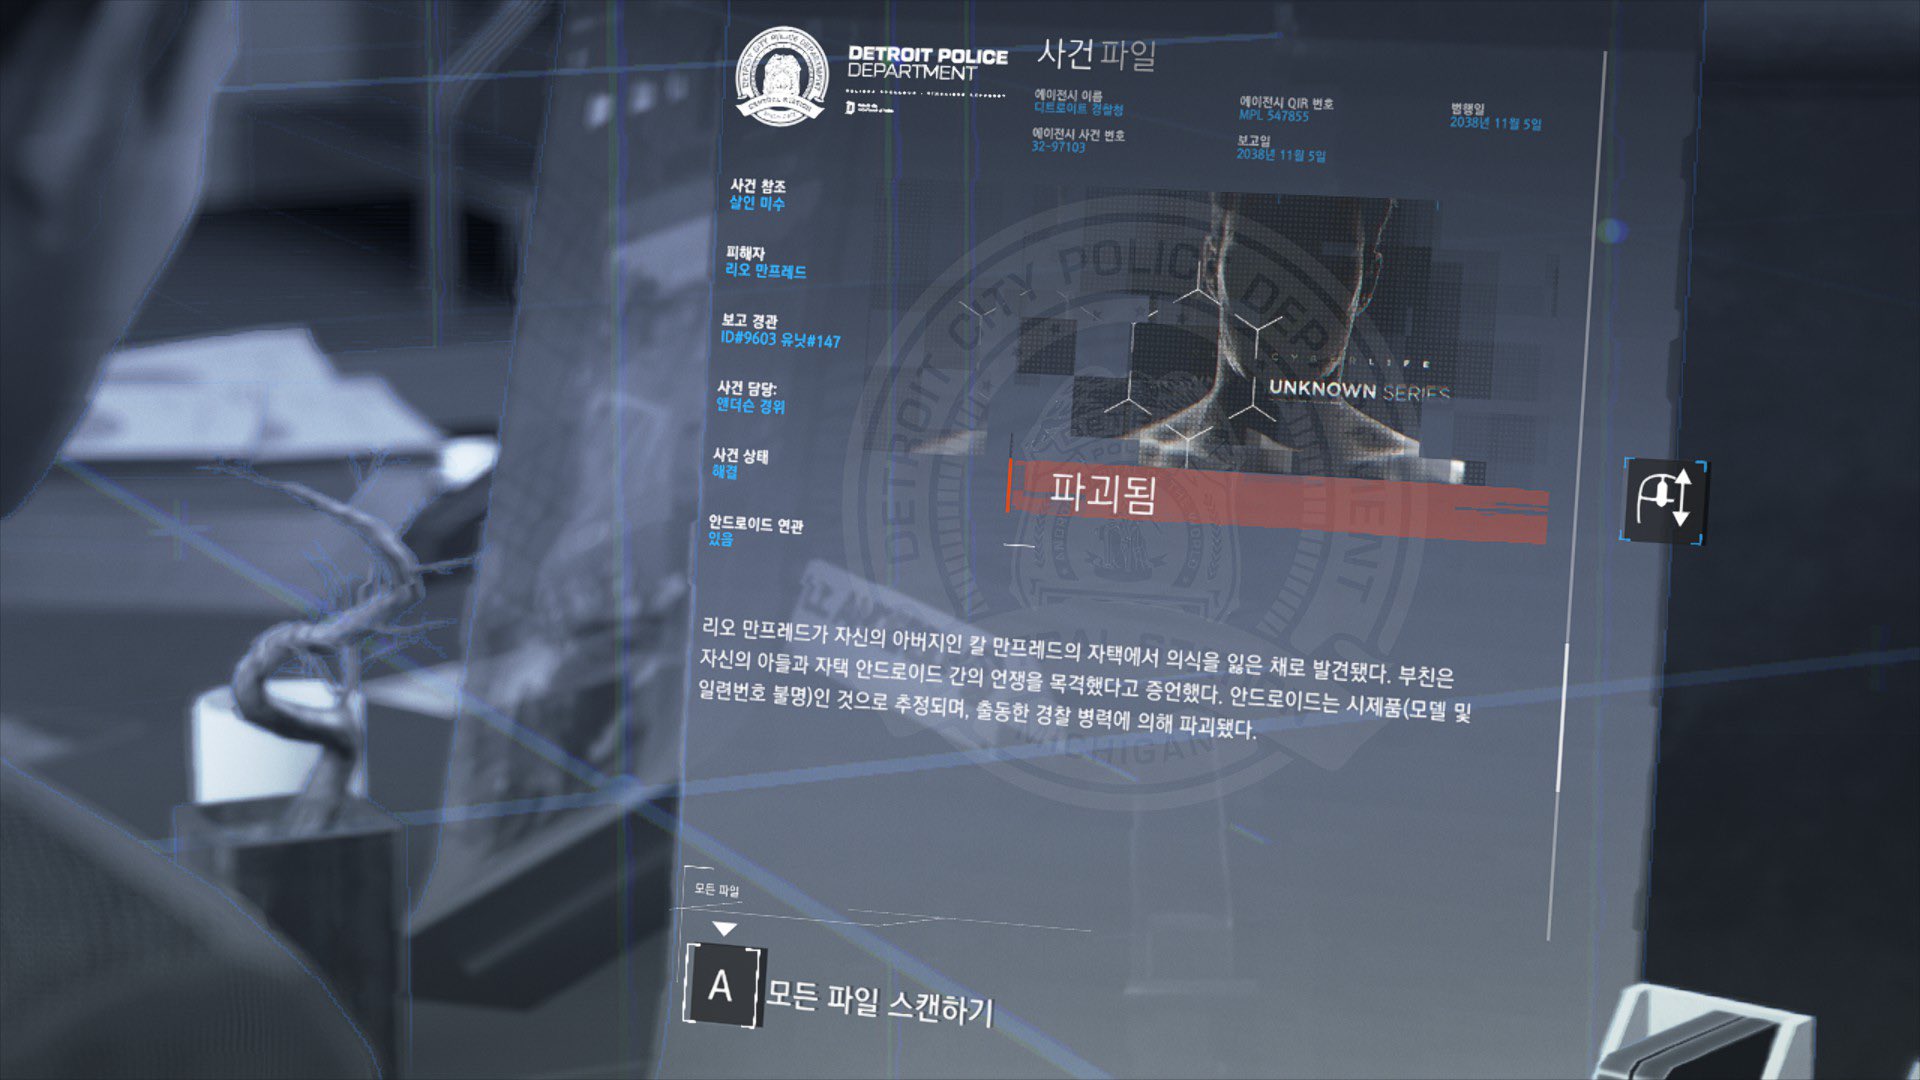 DETROIT POLICE
DEPARTMENT
사건 파일
에이전시 이름
디트로이트 경찰청
에이전시 QIR 번호
MPL 547855
범행일
2038년 11월 5일
에이전시 사건 번호
32-97103
보고일
2038년 11월 5일
사건 참조
살인 미수
피해자
리오 만프레드
보고 경관
ID#9603 유닛#147
사건 담당:
앤더슨 경위
사건 상태
해결
안드로이드 연관
있음
CYBERLIFE
UNKNOWN SERIES
파괴됨
DETROIT CITY POLICE DEPARTMENT
MICHIGAN
리오 만프레드가 자신의 아버지인 칼 만프레드의 자택에서 의식을 잃은 채로 발견됐다. 부친은
자신의 아들과 자택 안드로이드 간의 언쟁을 목격했다고 증언했다. 안드로이드는 시제품(모델 및
일련번호 불명)인 것으로 추정되며, 출동한 경찰 병력에 의해 파괴됐다.
모든 파일
A 모든 파일 스캔하기